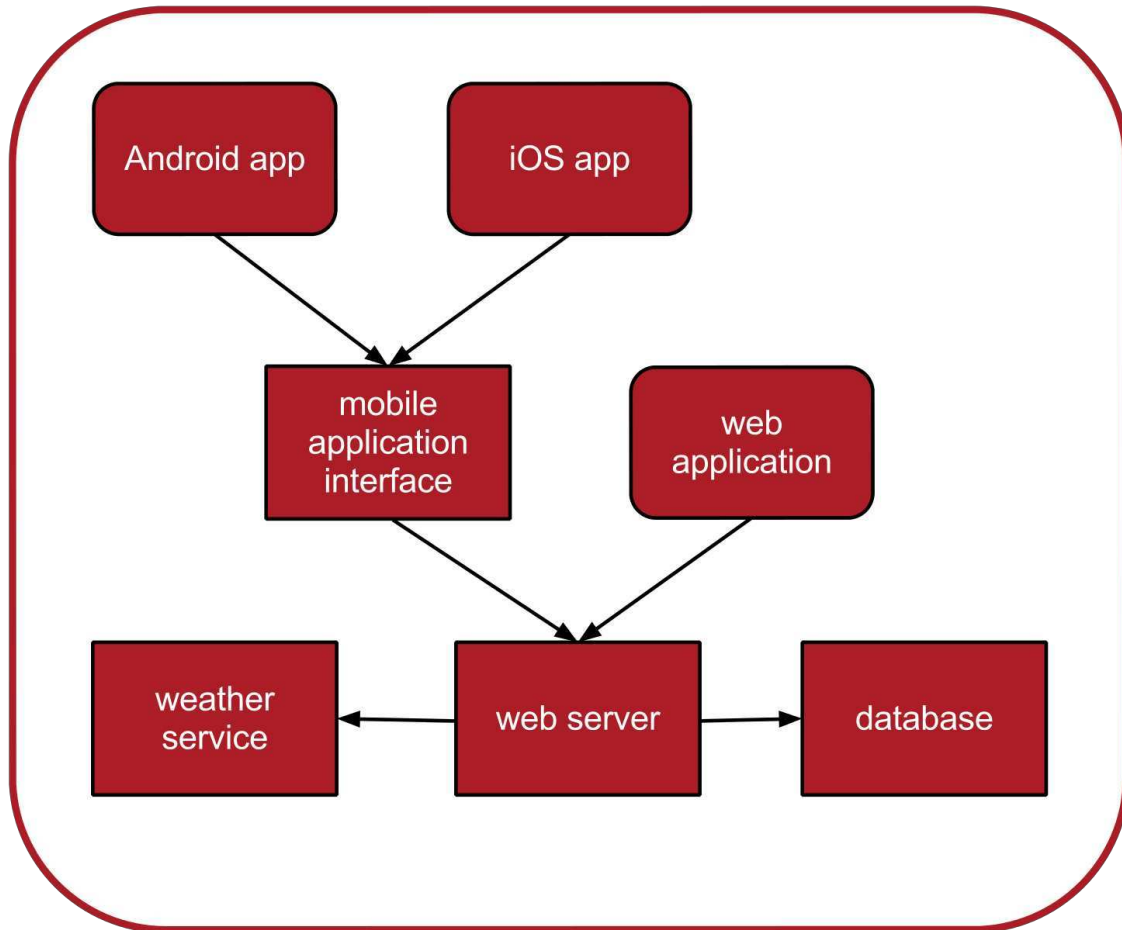 Android app
iOS app
mobile
application
interface
web
application
weather
service
web server
database